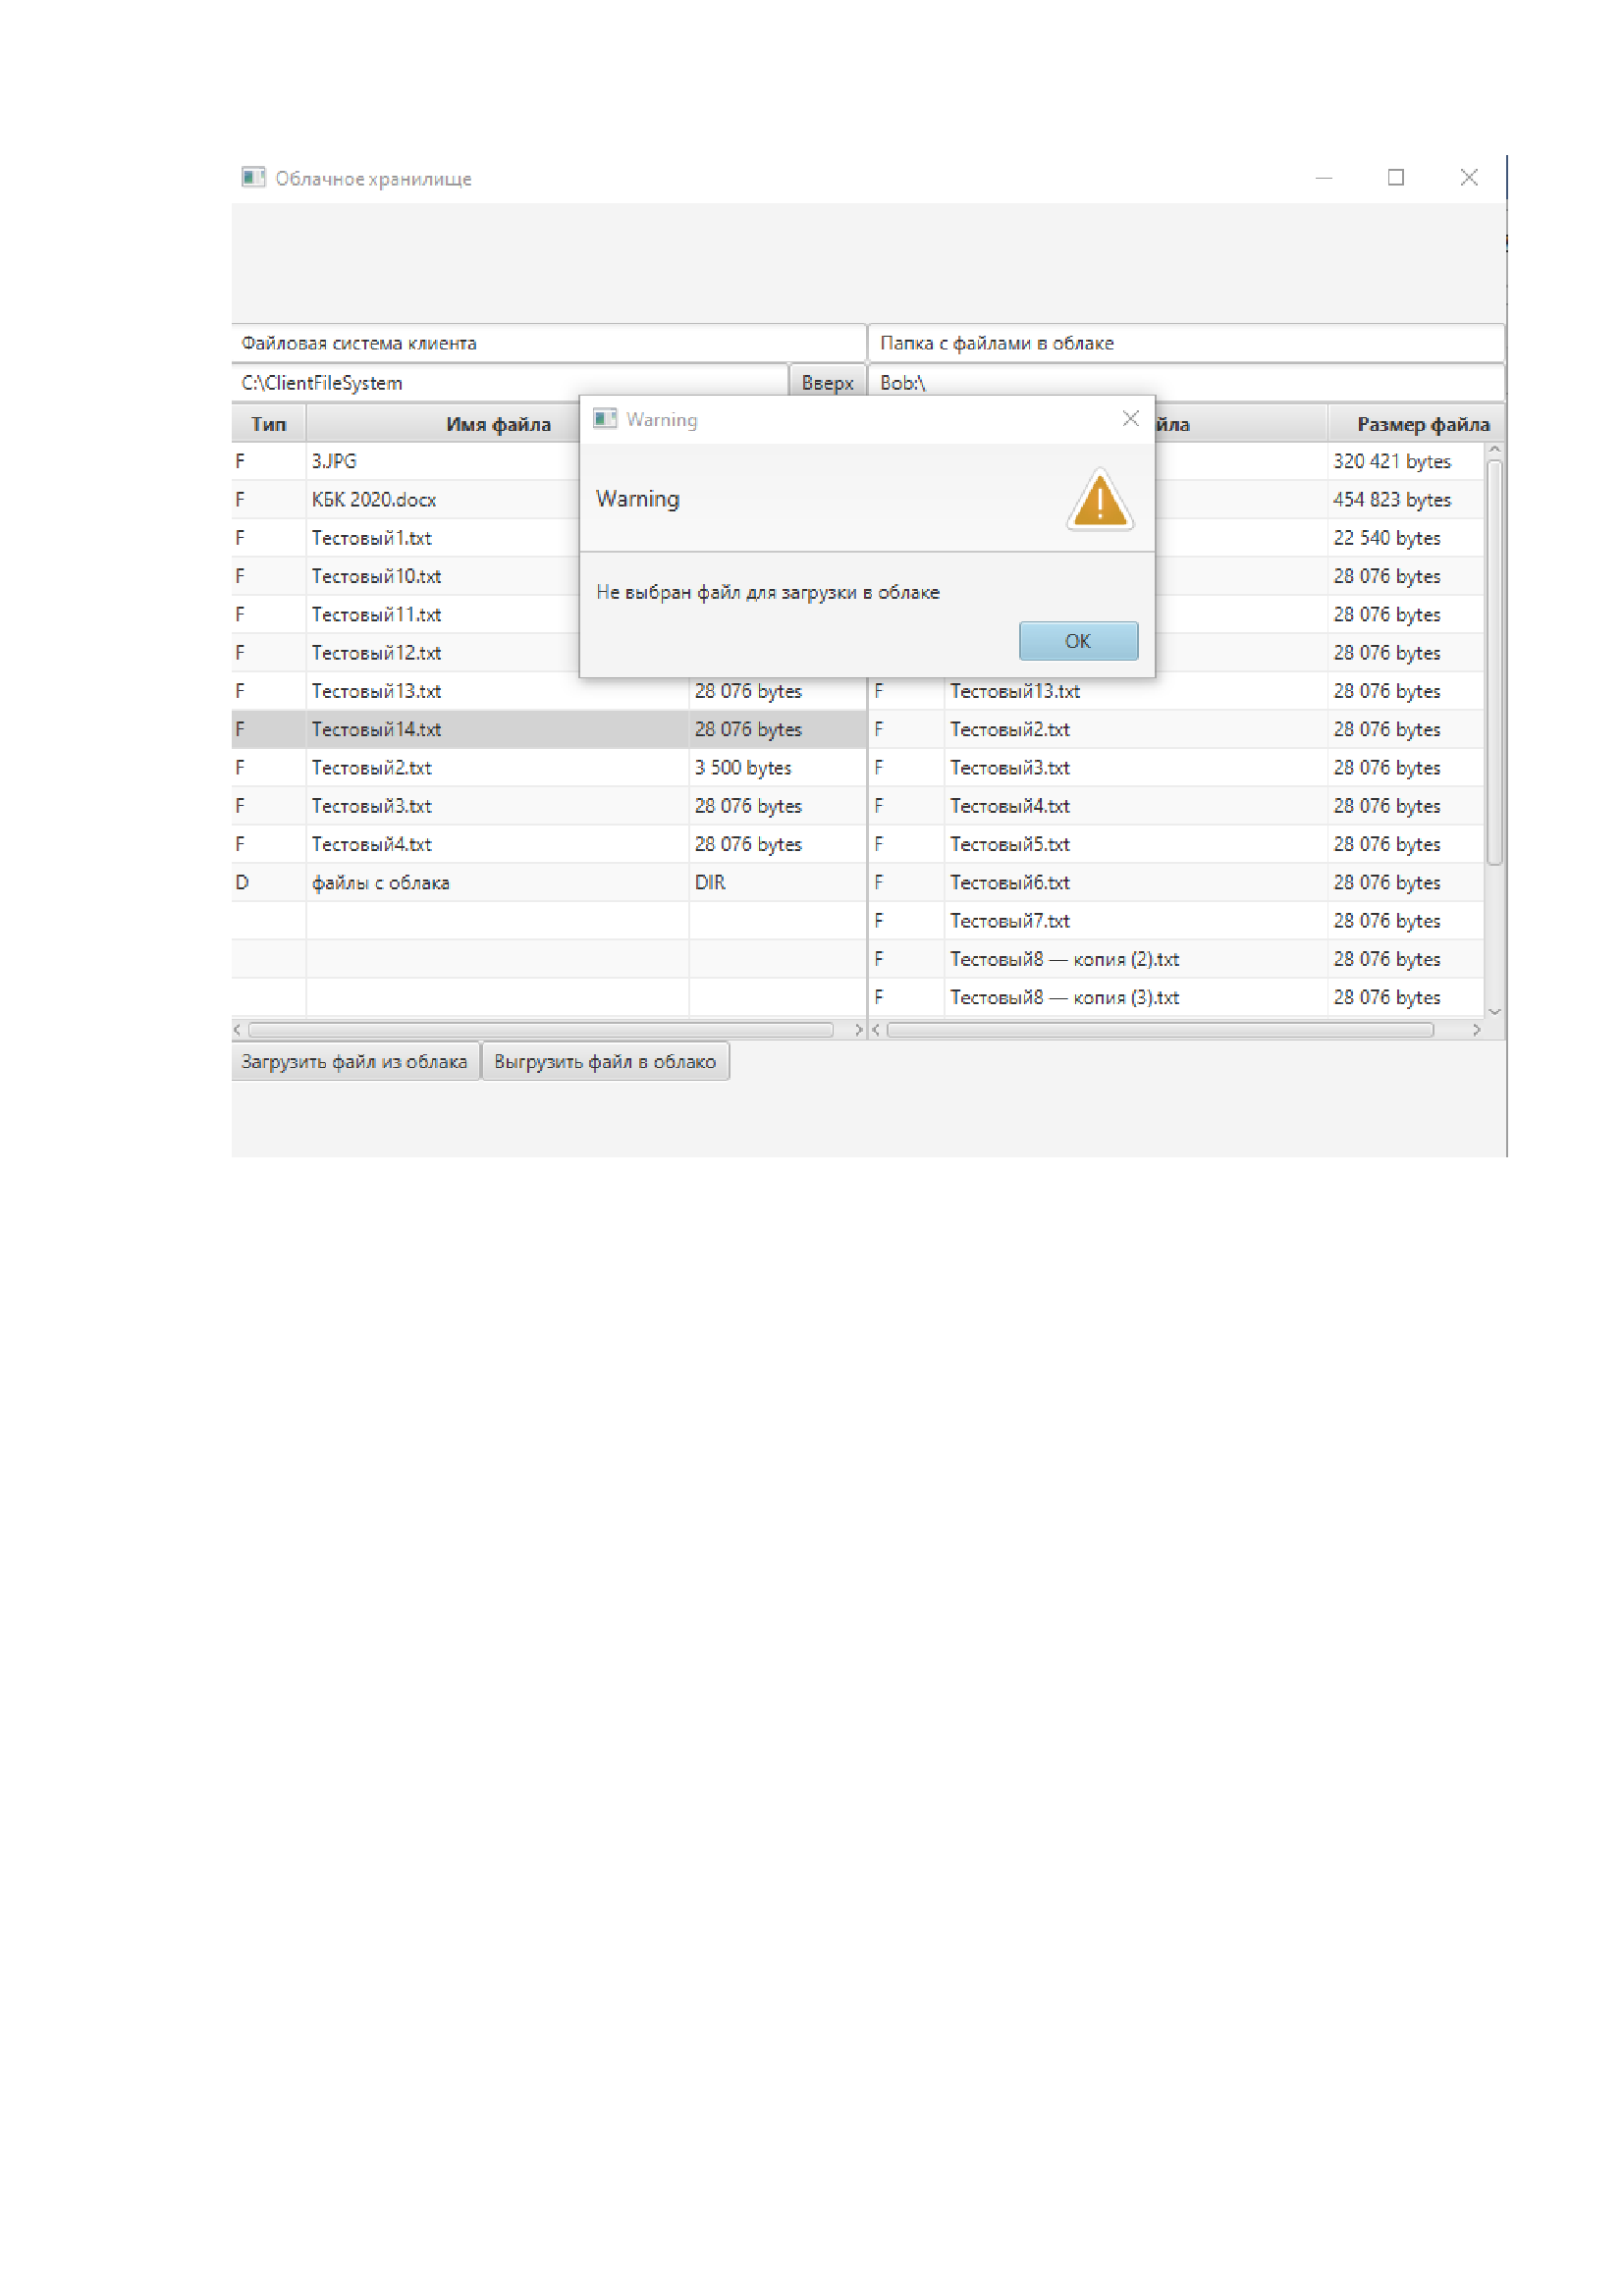 Облачное хранилище
Файловая система клиента Папка с файлами в облаке
C:\ClientFileSystem Вверх Bob:\
Тип Имя файла Размер файла
Warning
Warning
Не выбран файл для загрузки в облаке
OK
F 3.JPG 320 421 bytes
F КБК 2020.docx 454 823 bytes
F Тестовый1.txt 22 540 bytes
F Тестовый10.txt 28 076 bytes
F Тестовый11.txt 28 076 bytes
F Тестовый12.txt 28 076 bytes
F Тестовый13.txt 28 076 bytes F Тестовый13.txt 28 076 bytes
F Тестовый14.txt 28 076 bytes F Тестовый2.txt 28 076 bytes
F Тестовый2.txt 3 500 bytes F Тестовый3.txt 28 076 bytes
F Тестовый3.txt 28 076 bytes F Тестовый4.txt 28 076 bytes
F Тестовый4.txt 28 076 bytes F Тестовый5.txt 28 076 bytes
D файлы с облака DIR F Тестовый6.txt 28 076 bytes
F Тестовый7.txt 28 076 bytes
F Тестовый8 — копия (2).txt 28 076 bytes
F Тестовый8 — копия (3).txt 28 076 bytes
Загрузить файл из облака Выгрузить файл в облако